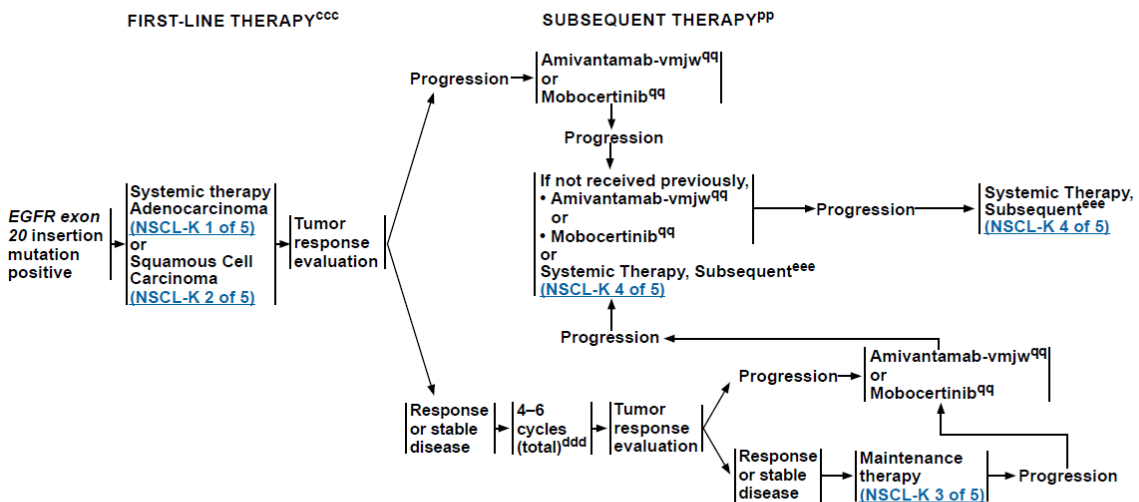 FIRST-LINE THERAPYccc
SUBSEQUENT THERAPYpp
EGFR exon
20 insertion
mutation
positive
Systemic therapy
Adenocarcinoma
(NSCL-K 1 of 5)
or
Squamous Cell
Carcinoma
(NSCL-K 2 of 5)
Tumor
response
evaluation
Progression
Amivantamab-vmjwqq
or
Mobocertinibqq
Progression
If not received previously,
• Amivantamab-vmjwqq
or
• Mobocertinibqq
or
Systemic Therapy, Subsequenteee
(NSCL-K 4 of 5)
Progression
Systemic Therapy,
Subsequenteee
(NSCL-K 4 of 5)
Progression
Response
or stable
disease
4–6
cycles
(total)ddd
Tumor
response
evaluation
Progression
Amivantamab-vmjwqq
or
Mobocertinibqq
Response
or stable
disease
Maintenance
therapy
(NSCL-K 3 of 5)
Progression